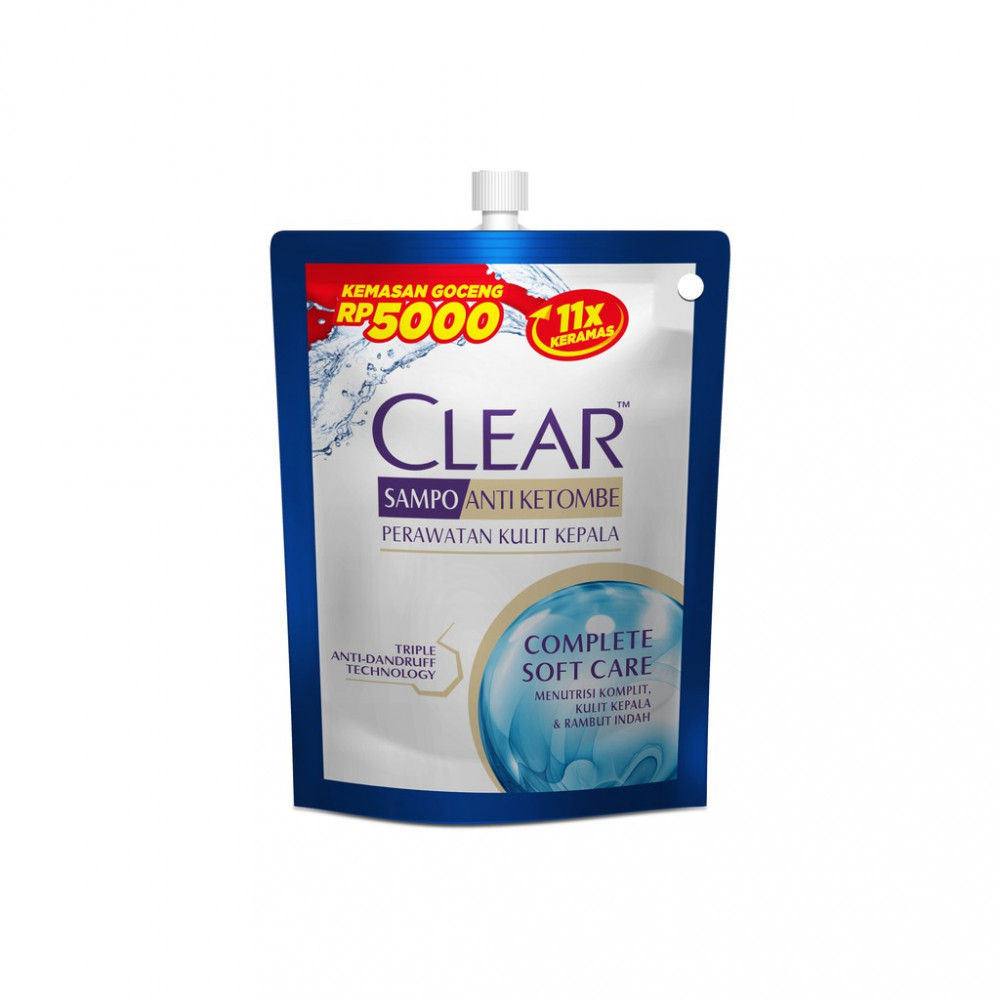 KEMASAN GOCENG
RP5000
11x
KERAMAS
CLEAR™
SAMPO ANTI KETOMBE
PERAWATAN KULIT KEPALA
TRIPLE
ANTI-DANDRUFF
TECHNOLOGY
COMPLETE
SOFT CARE
MENUTRISI KOMPLIT,
KULIT KEPALA
& RAMBUT INDAH